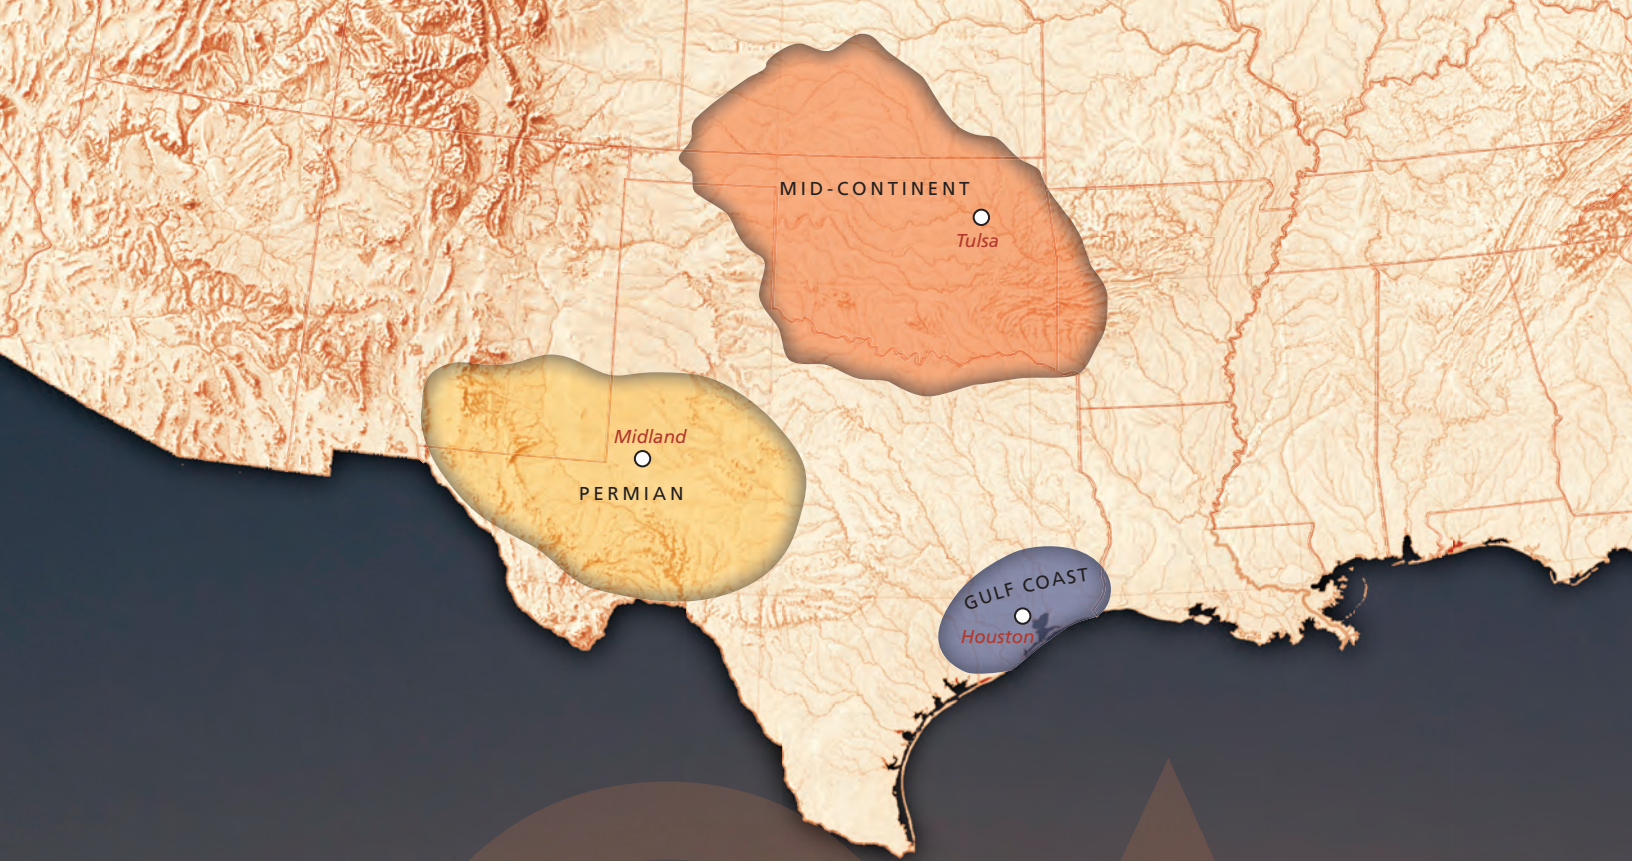 MID-CONTINENT
Tulsa
Midland
PERMIAN
GULF COAST
Houston